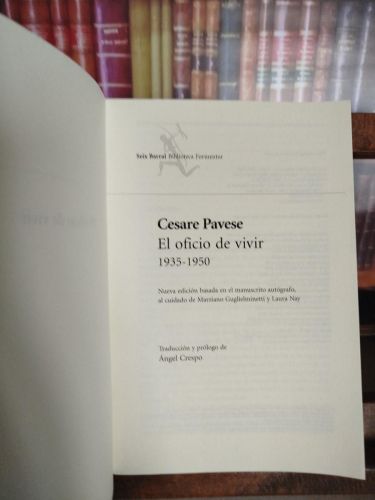 Seix Barral Biblioteca Formentor
Cesare Pavese
El oficio de vivir
1935-1950
Nueva edición basada en el manuscrito autógrafo,
al cuidado de Marziano Guglielminetti y Laura Nay
Traducción y prólogo de
Ángel Crespo